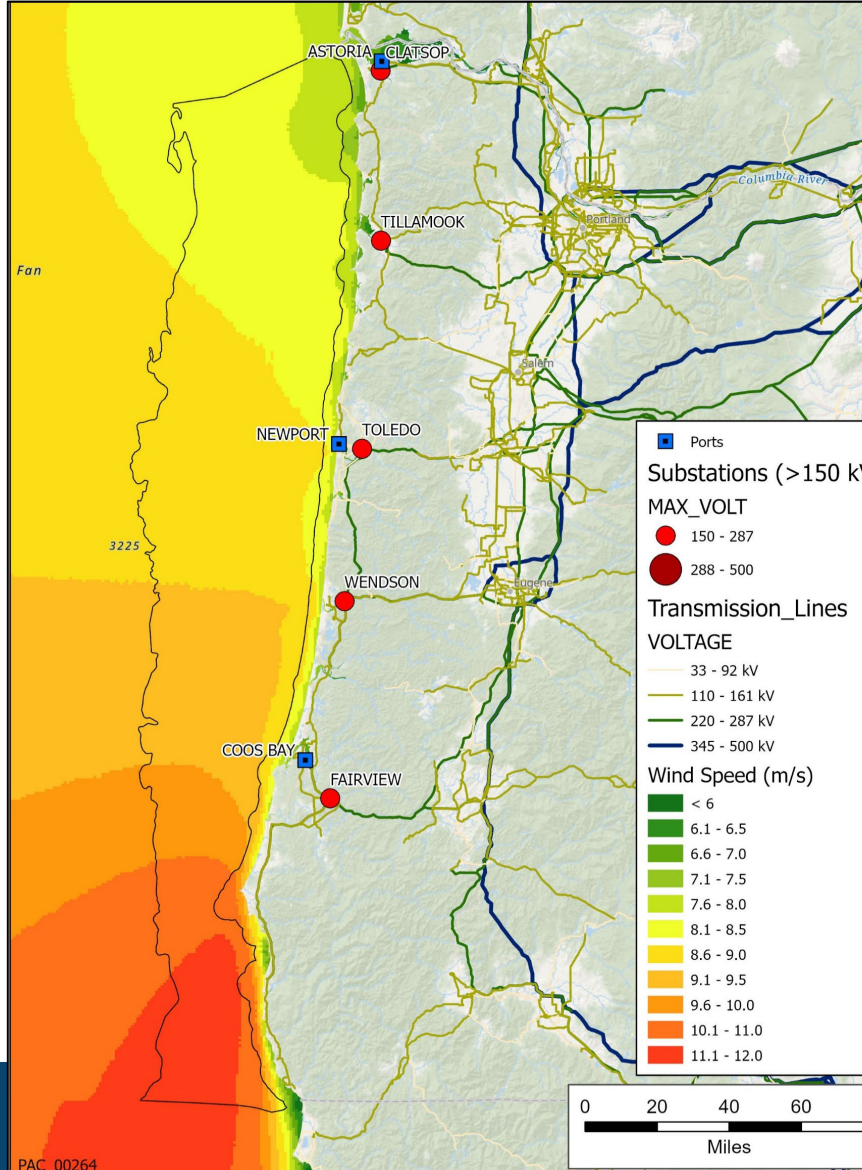 ASTORIA CLATSOP
Columbia River
Portland
TILLAMOOK
Fan
Salem
NEWPORT TOLEDO
3225
WENDSON
Eugene
COOS BAY
FAIRVIEW
Ports
Substations (>150 kV
MAX_VOLT
150 - 287
288 - 500
Transmission_Lines
VOLTAGE
33 - 92 kV
110 - 161 kV
220 - 287 kV
345 - 500 kV
Wind Speed (m/s)
< 6
6.1 - 6.5
6.6 - 7.0
7.1 - 7.5
7.6 - 8.0
8.1 - 8.5
8.6 - 9.0
9.1 - 9.5
9.6 - 10.0
10.1 - 11.0
11.1 - 12.0
0 20 40 60
Miles
PAC_00264